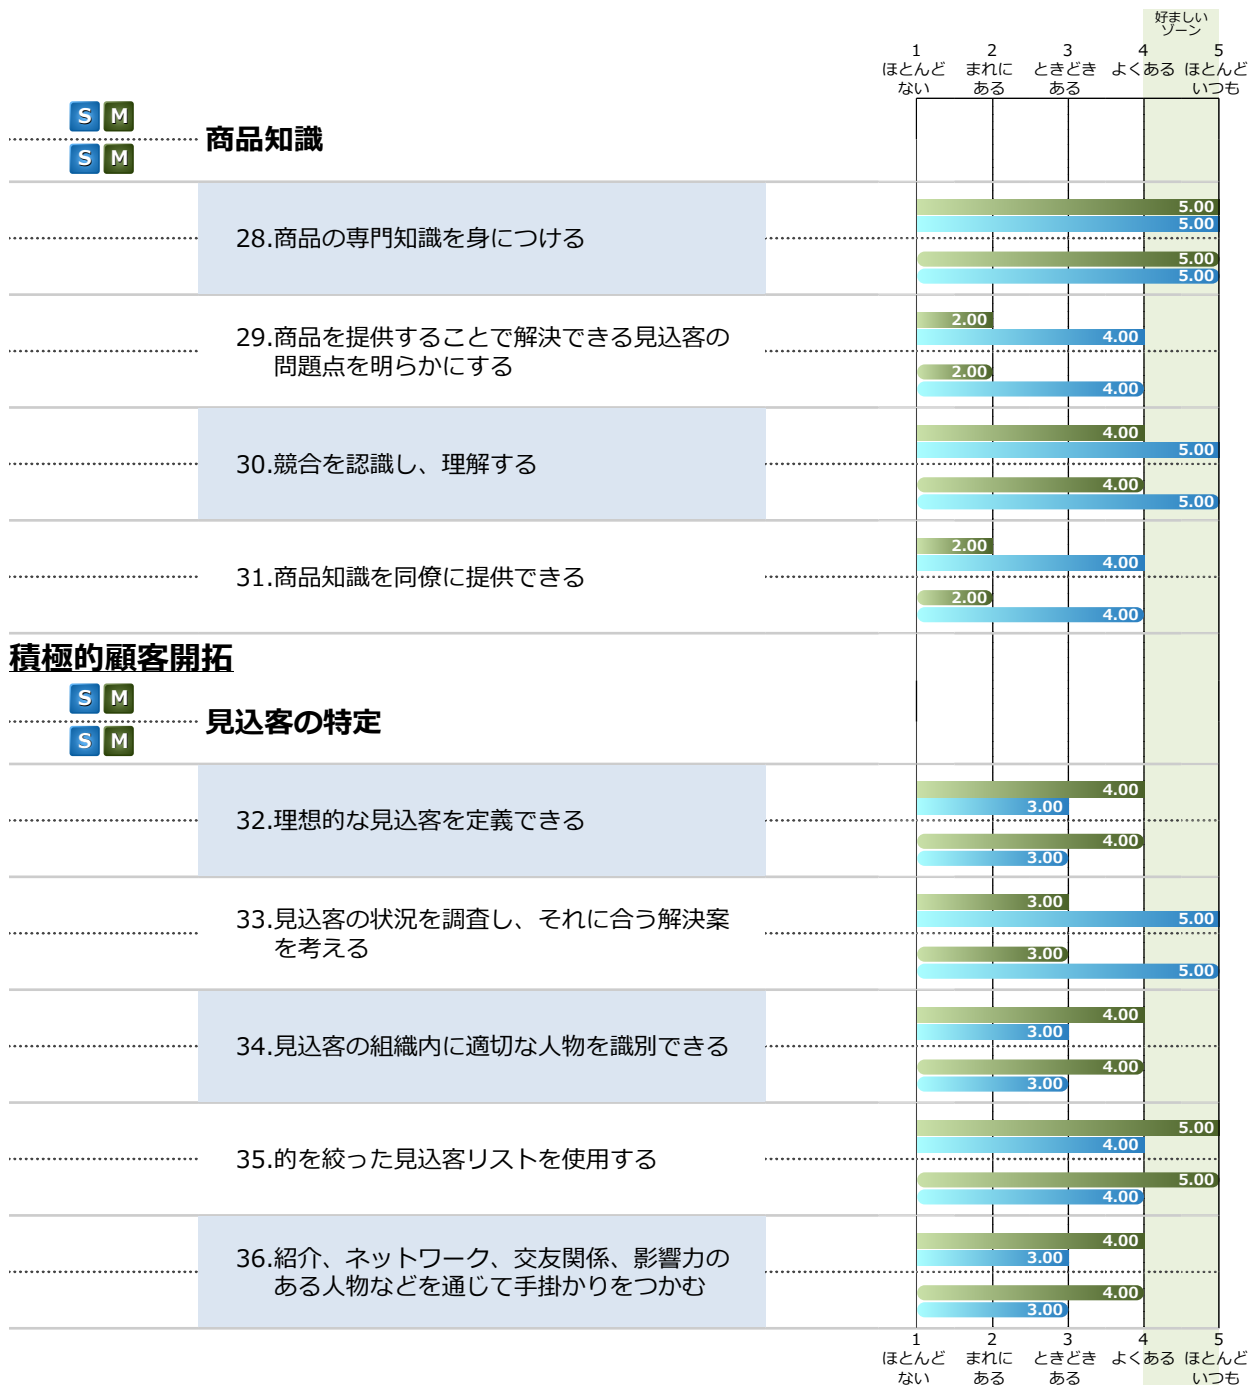 好ましい
ゾーン
1 2 3 4 5
ほとんど まれに ときどき よくある ほとんど
ない ある ある いつも
S M
商品知識
S M
5.00
5.00
28.商品の専門知識を身につける
5.00
5.00
2.00
29.商品を提供することで解決できる見込客の
4.00
問題点を明らかにする
2.00
4.00
4.00
5.00
30.競合を認識し、理解する
4.00
5.00
2.00
4.00
31.商品知識を同僚に提供できる
2.00
4.00
積極的顧客開拓
S M
見込客の特定
S M
4.00
3.00
32.理想的な見込客を定義できる
4.00
3.00
3.00
33.見込客の状況を調査し、それに合う解決案
5.00
を考える
3.00
5.00
4.00
3.00
34.見込客の組織内に適切な人物を識別できる
4.00
3.00
5.00
4.00
35.的を絞った見込客リストを使用する
5.00
4.00
4.00
36.紹介、ネットワーク、交友関係、影響力の
3.00
ある人物などを通じて手掛かりをつかむ
4.00
3.00
1 2 3 4 5
ほとんど まれに ときどき よくある ほとんど
ない ある ある いつも